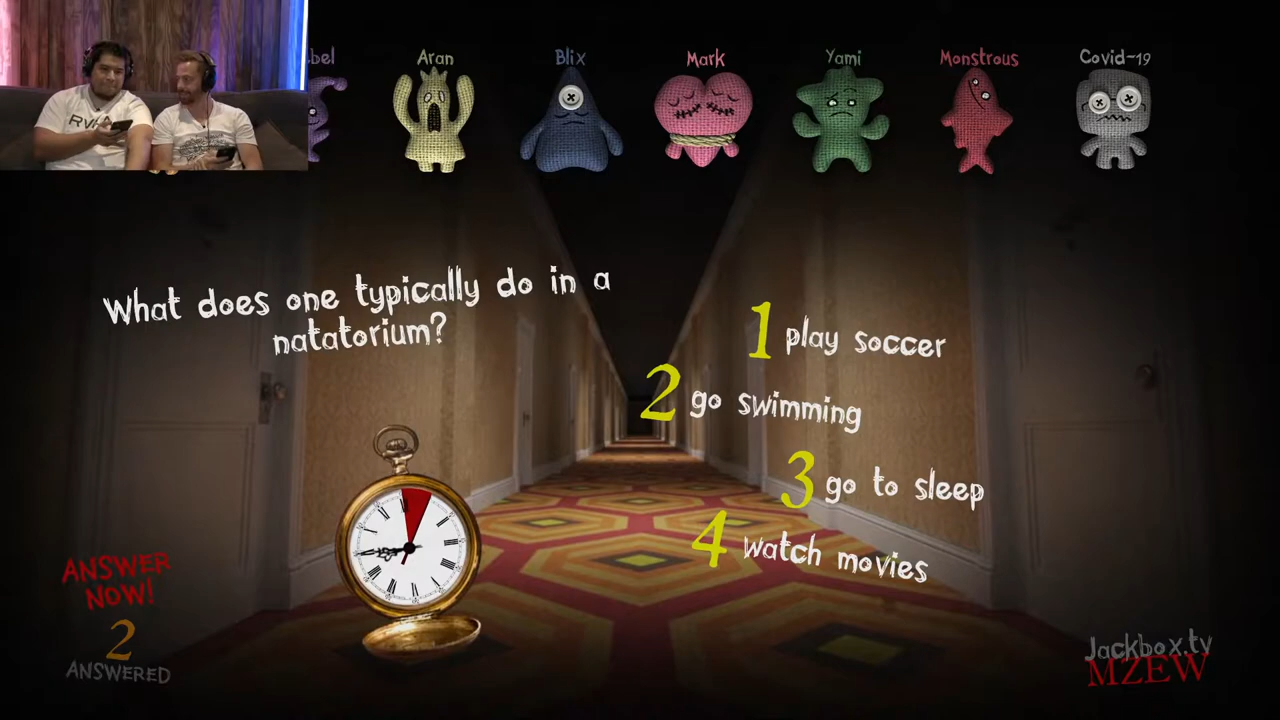 Aran
Blix
Mark
Yami
Monstrous
Covid-19
What does one typically do in a
natatorium?
1 play soccer
2 go swimming
3 go to sleep
4 watch movies
ANSWER
NOW!
2
ANSWERED
Jackbox.tv
MZEW